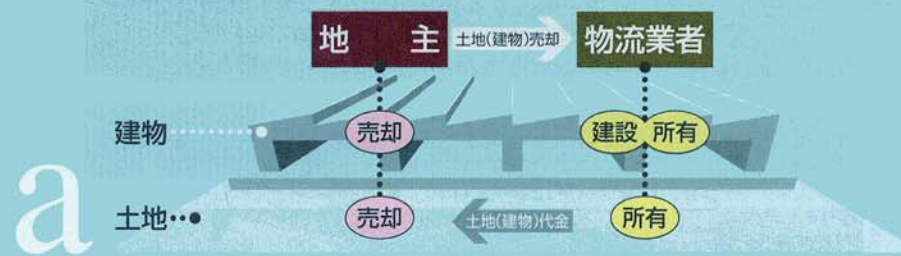 地 主 土地(建物)売却 物流業者
建物 売却 建設 所有
a
土地 売却 土地(建物)代金 所有